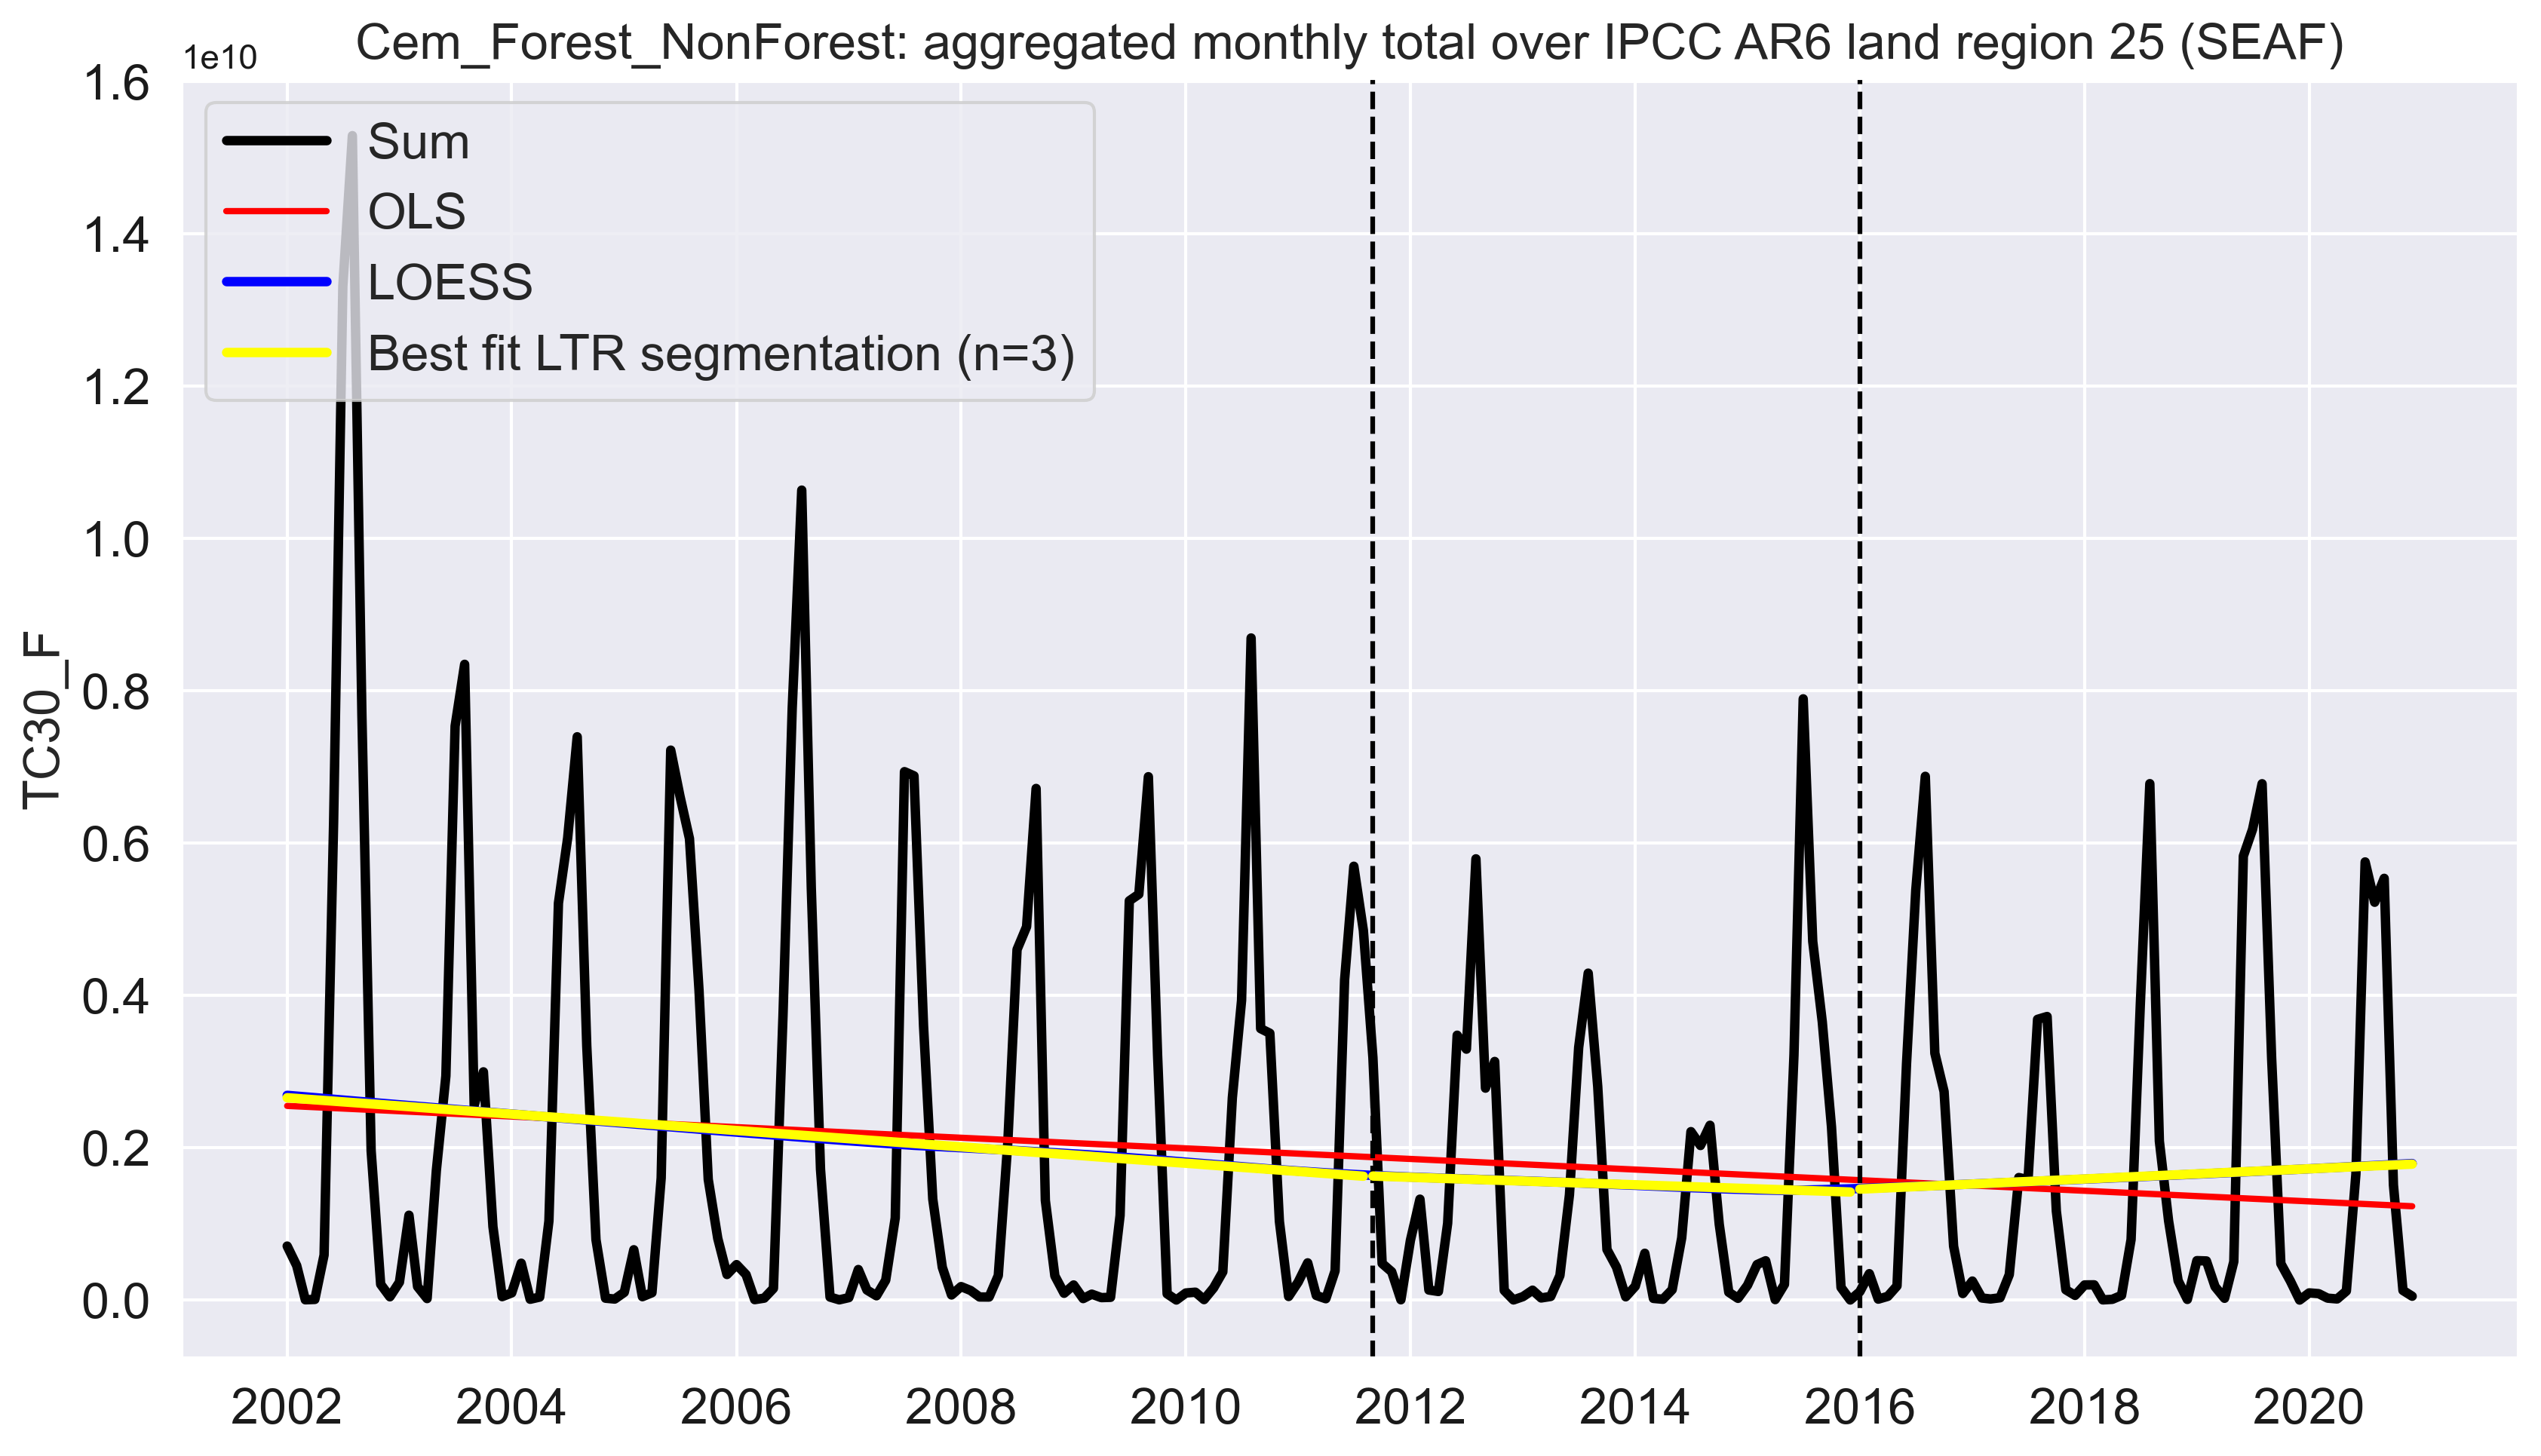 Cem_Forest_NonForest: aggregated monthly total over IPCC AR6 land region 25 (SEAF)
1e10
1.6
1.4
1.2
1.0
0.8
0.6
0.4
0.2
0.0
TC30_F
Sum
OLS
LOESS
Best fit LTR segmentation (n=3)
2002 2004 2006 2008 2010 2012 2014 2016 2018 2020